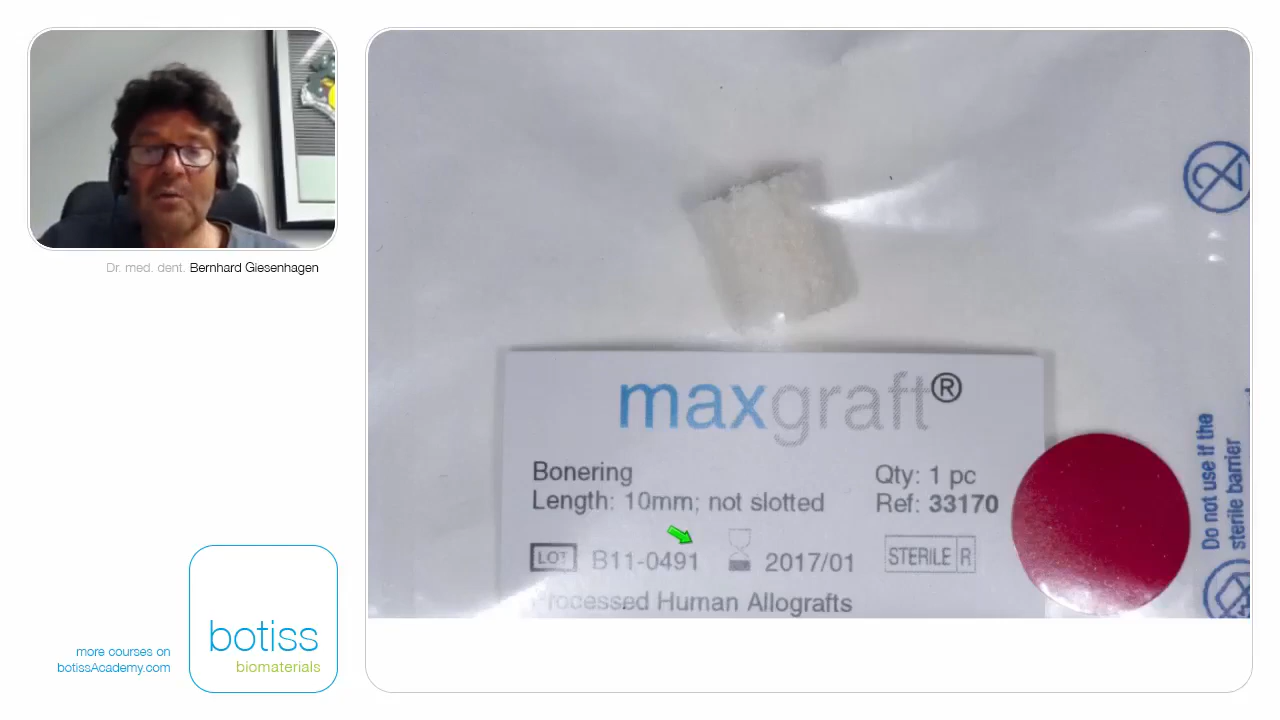 Dr. med. dent. Bernhard Giesenhagen
more courses on
botissAcademy.com
botiss
biomaterials
maxgraft®
Bonering
Length: 10mm; not slotted
Qty: 1 pc
Ref: 33170
LOT B11-0491
2017/01
STERILE R
Processed Human Allografts
2
Do not use if the
sterile barrier